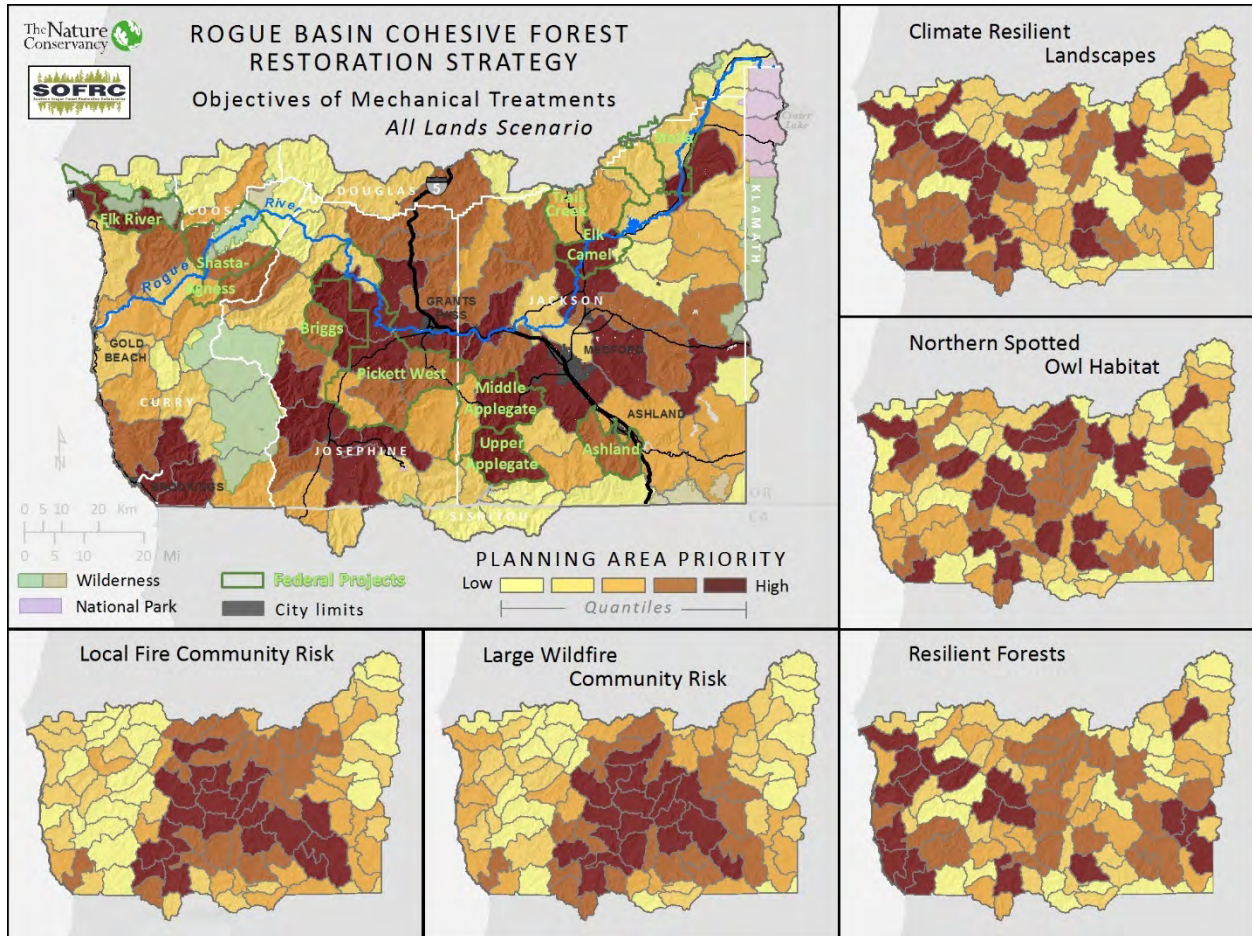 The Nature
Conservancy
SOFRC
ROGUE BASIN COHESIVE FOREST
RESTORATION STRATEGY
Objectives of Mechanical Treatments
All Lands Scenario
Crater
Lake
DOUGLAS
5
KLAMATH
Elk River
COOS
River
Trail
Creek
Elk
Camel
Shasta-
Agness
Rogue
JACKSON
GRANTS
PASS
Briggs
GOLD
BEACH
MEDFORD
Pickett West
Middle
Applegate
CURRY
ASHLAND
JOSEPHINE
Upper
Applegate
Ashland
BROOKINGS
N
OR
CA
SISKIYOU
0 5 10 20 Km
0 5 10 20 Mi
PLANNING AREA PRIORITY
Wilderness
Federal Projects
Low
High
National Park
City limits
Quantiles
Climate Resilient
Landscapes
Northern Spotted
Owl Habitat
Local Fire Community Risk
Large Wildfire
Community Risk
Resilient Forests